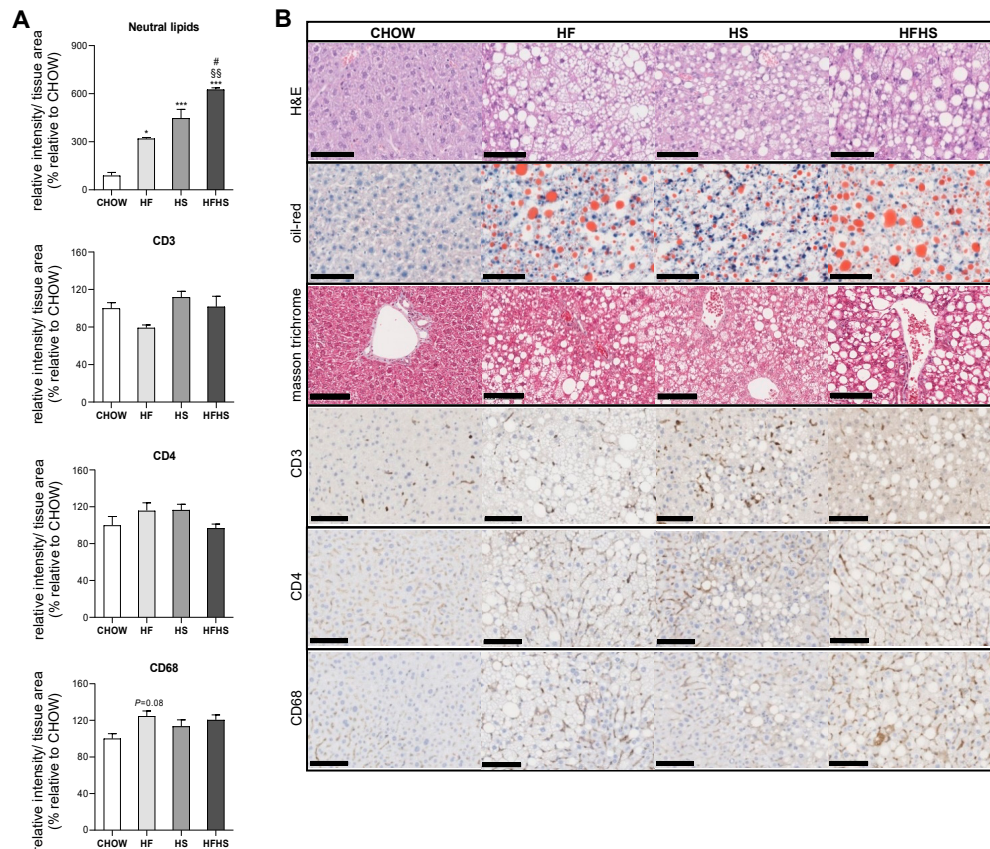 A
Neutral lipids
relative intensity/ tissue area
(% relative to CHOW)
900
600
300
0
*
***
#
§§
***
CHOW HF HS HFHS
CD3
relative intensity/ tissue area
(% relative to CHOW)
160
120
80
40
0
CHOW HF HS HFHS
CD4
relative intensity/ tissue area
(% relative to CHOW)
160
120
80
40
0
CHOW HF HS HFHS
CD68
relative intensity/ tissue area
(% relative to CHOW)
160
120
80
40
0
P=0.08
CHOW HF HS HFHS
B
CHOW HF HS HFHS
H&E
oil-red
masson trichrome
CD3
CD4
CD68